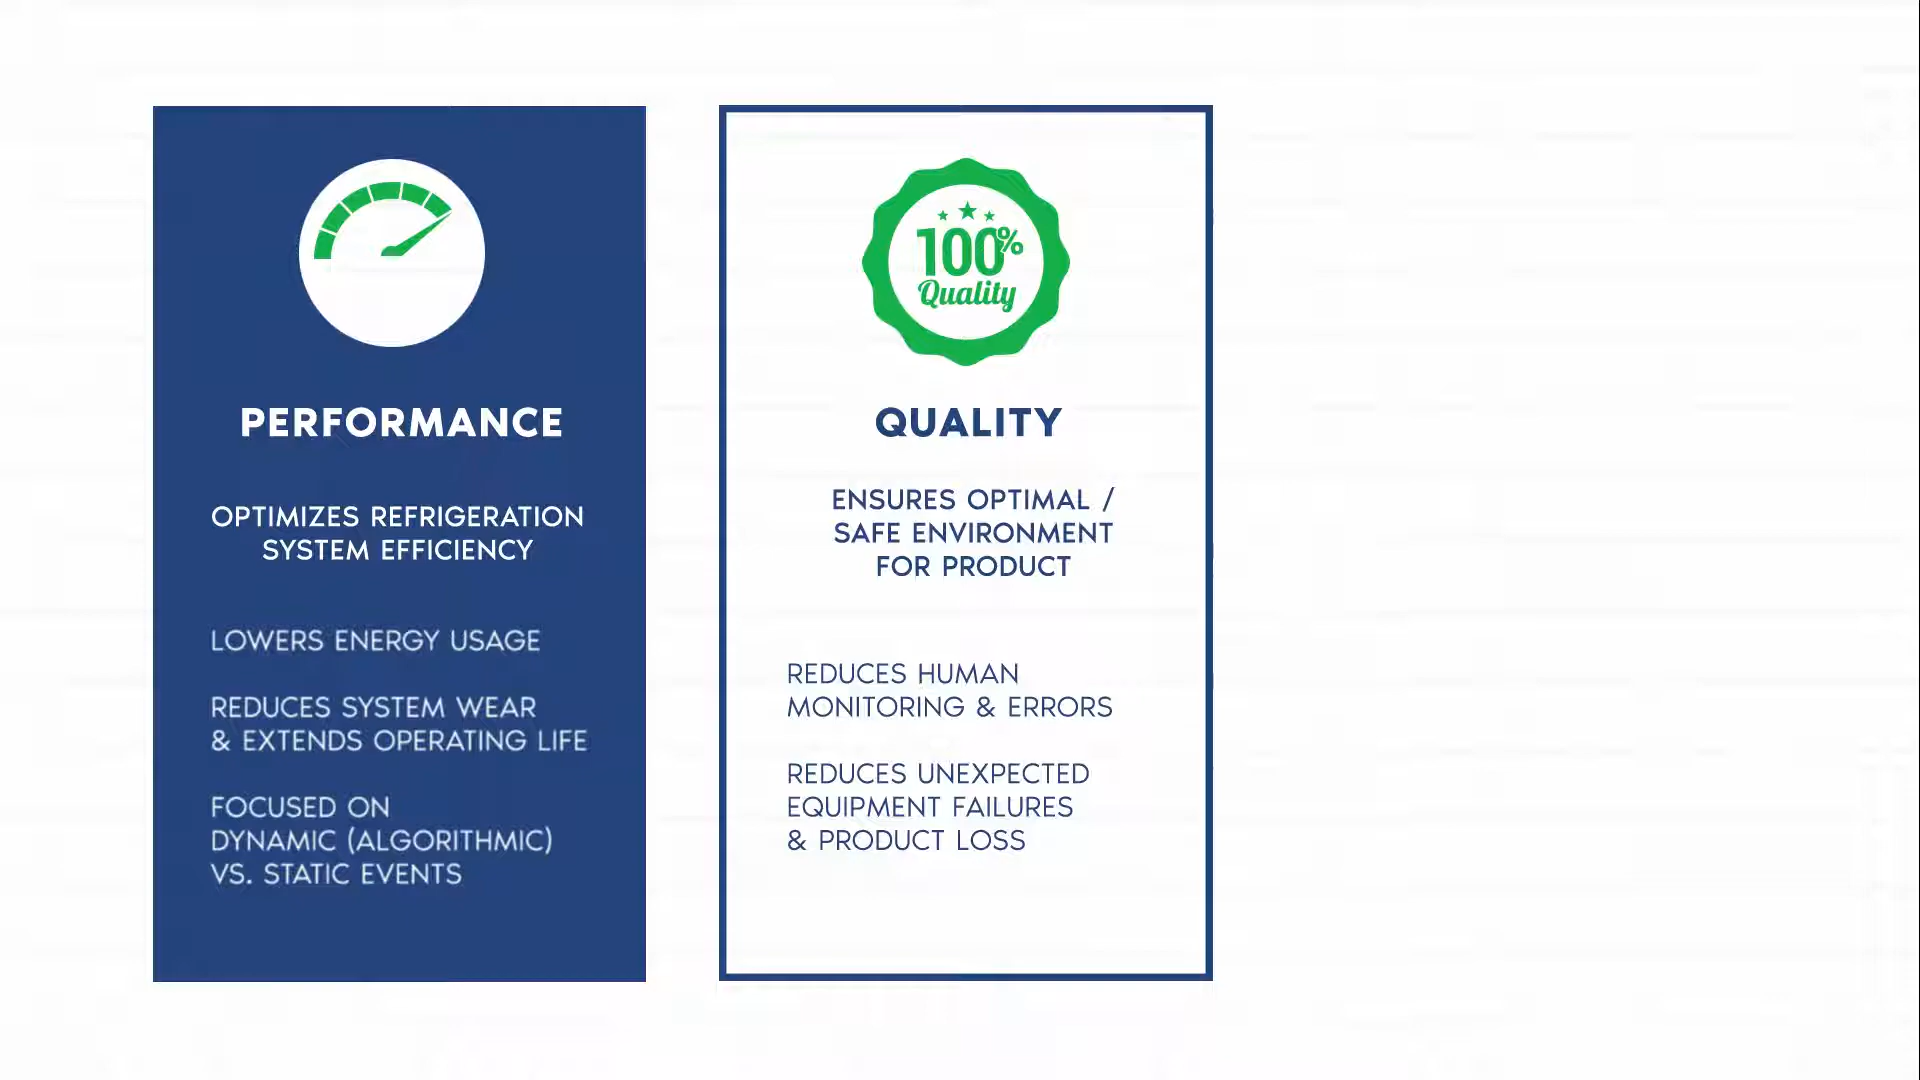 PERFORMANCE
OPTIMIZES REFRIGERATION
SYSTEM EFFICIENCY
LOWERS ENERGY USAGE
REDUCES SYSTEM WEAR
& EXTENDS OPERATING LIFE
FOCUSED ON
DYNAMIC (ALGORITHMIC)
VS. STATIC EVENTS
100%
Quality
QUALITY
ENSURES OPTIMAL /
SAFE ENVIRONMENT
FOR PRODUCT
REDUCES HUMAN
MONITORING & ERRORS
REDUCES UNEXPECTED
EQUIPMENT FAILURES
& PRODUCT LOSS